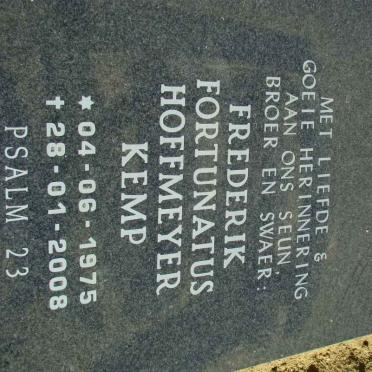 MET LIEFDE &
GOEIE HERINNERING
AAN ONS SEUN,
BROER EN SWAER:
FREDERIK
FORTUNATUS
HOFFMEYER
KEMP
★ 04-06-1975
✝ 28-01-2008
PSALM 23